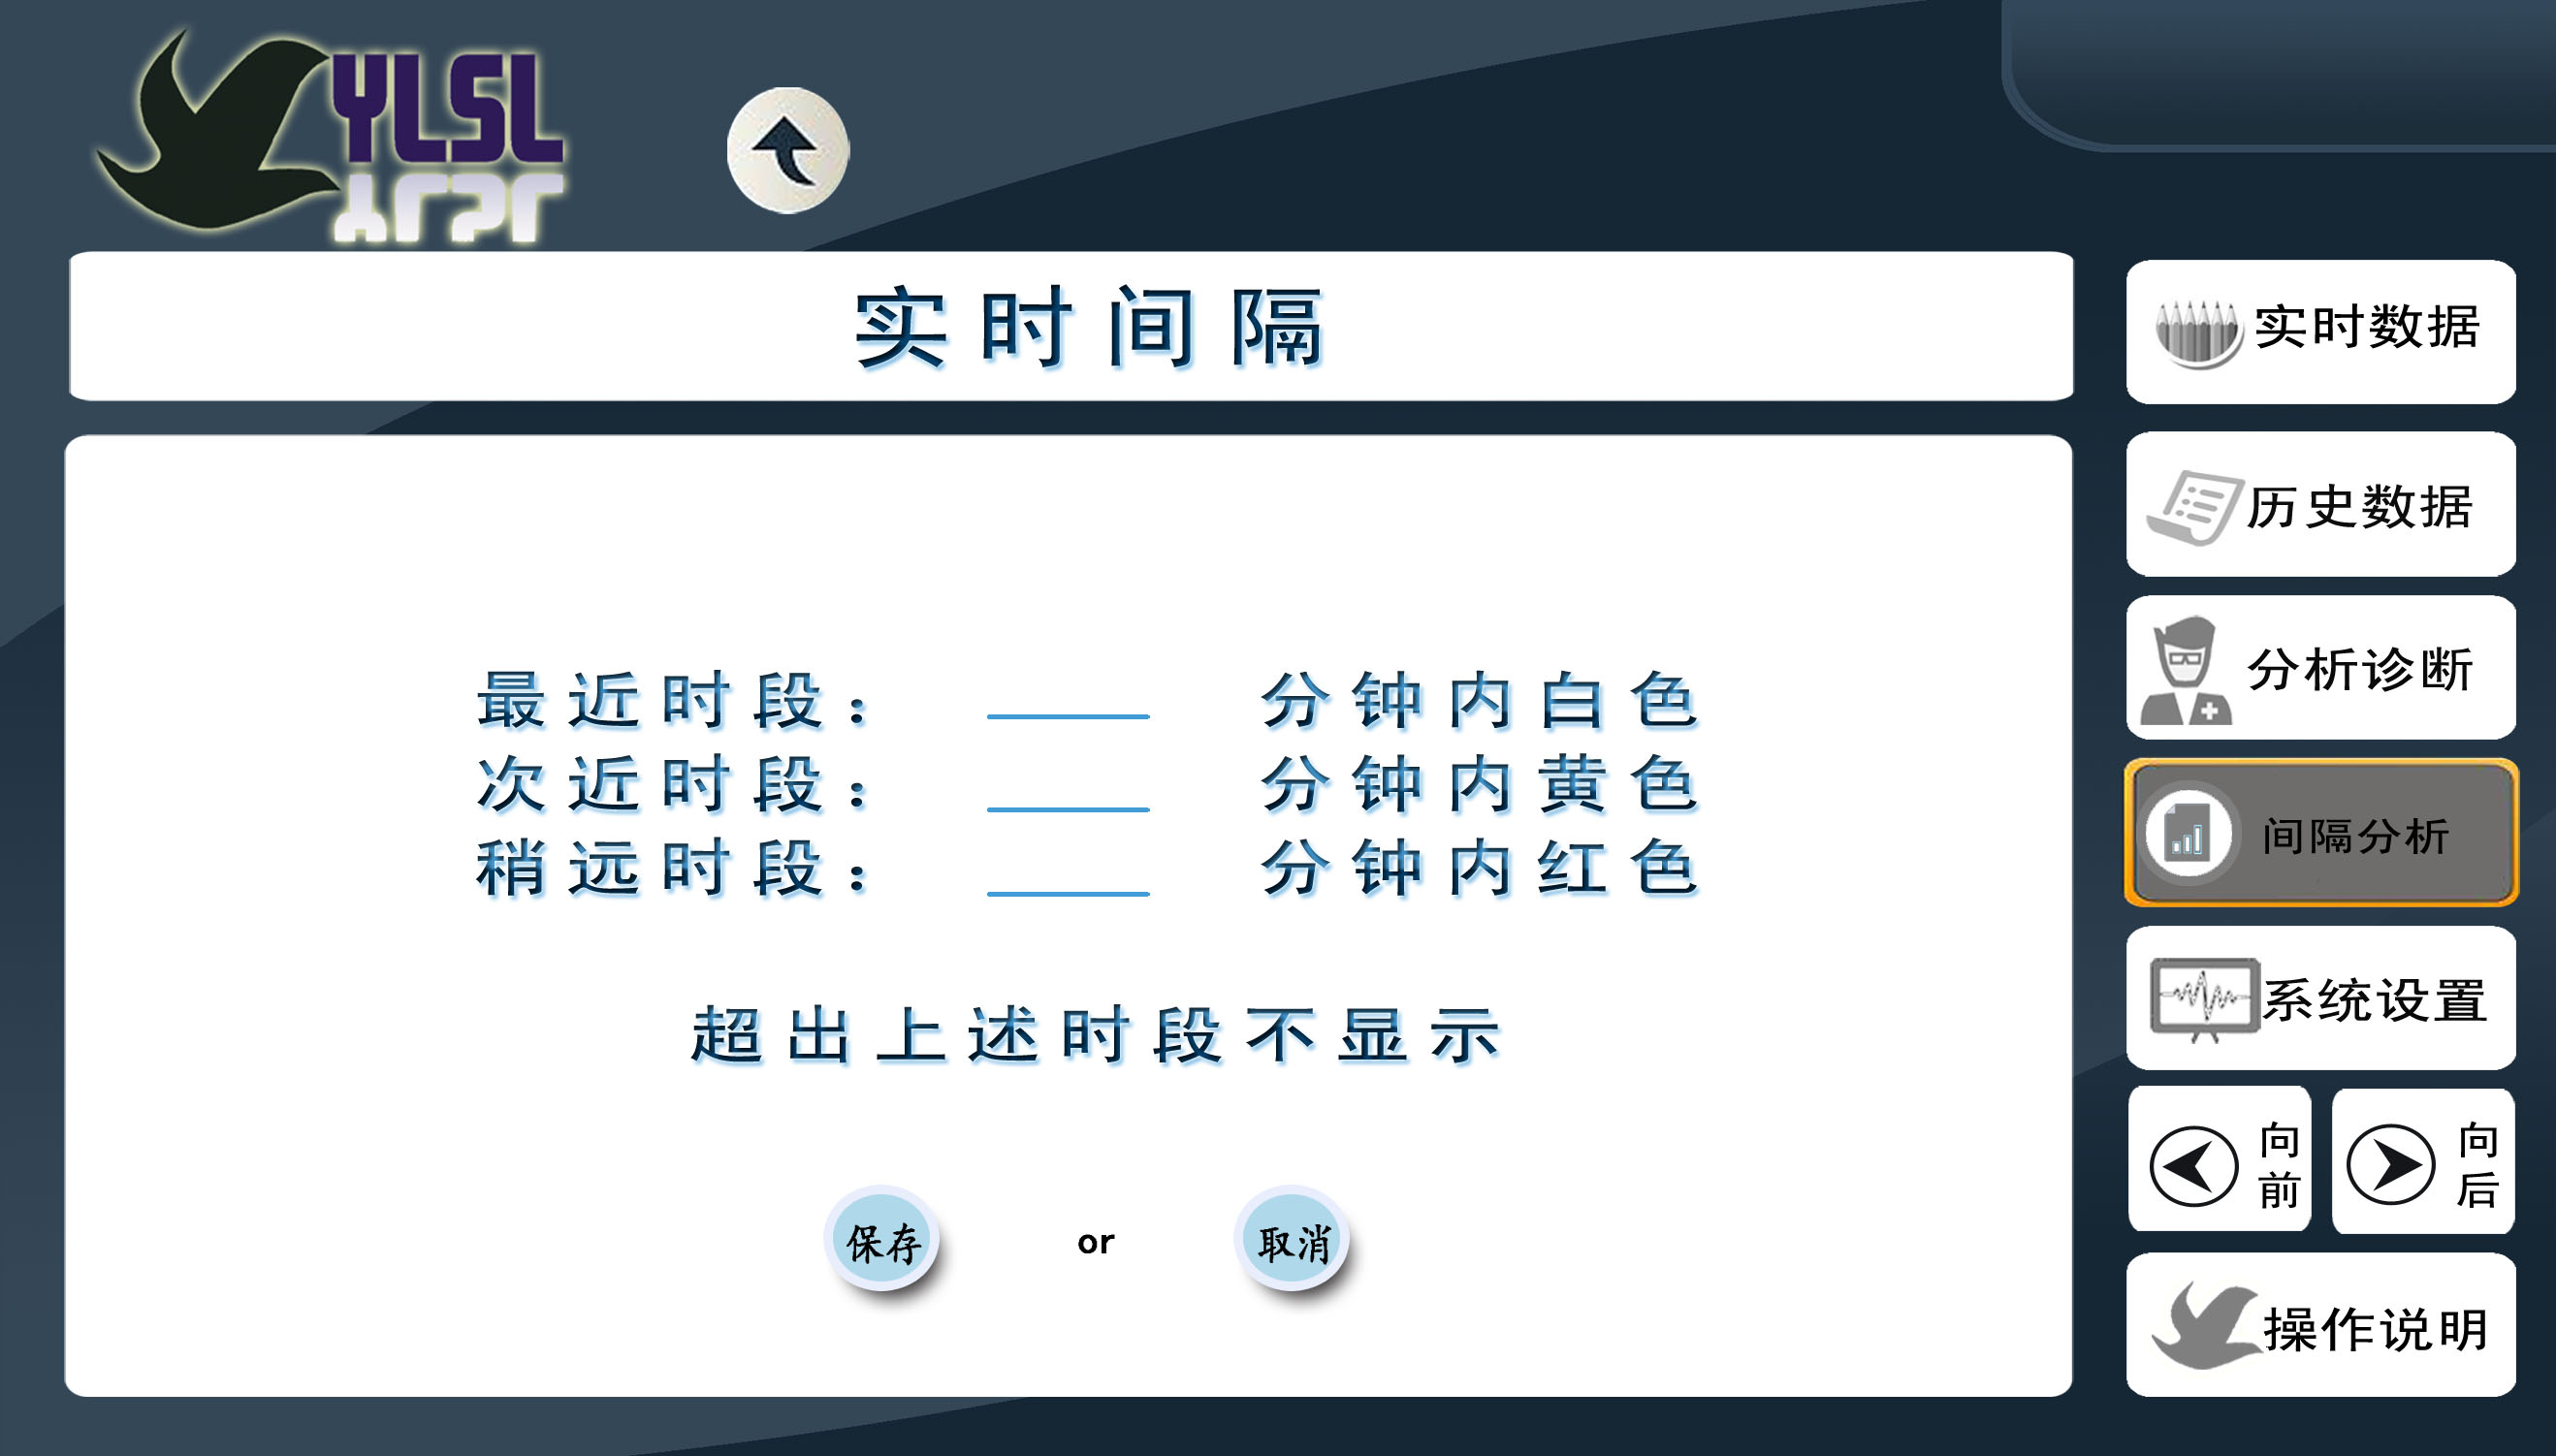 YLSL
实时间隔
最近时段： 分钟内白色
次近时段： 分钟内黄色
稍远时段： 分钟内红色
超出上述时段不显示
保存 or 取消
实时数据
历史数据
分析诊断
间隔分析
系统设置
向前
向后
操作说明